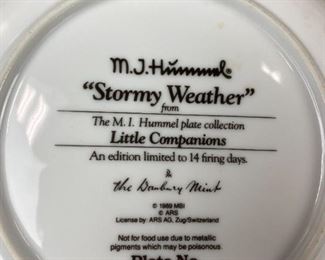 M.J.Hummel®
"Stormy Weather"
from
The M. I. Hummel plate collection
Little Companions
An edition limited to 14 firing days.
&
The Danbury Mint
© 1989 MBI
© ARS
License by: ARS AG, Zug/Switzerland
Not for food use due to metallic
pigments which may be poisonous.
Plate No.